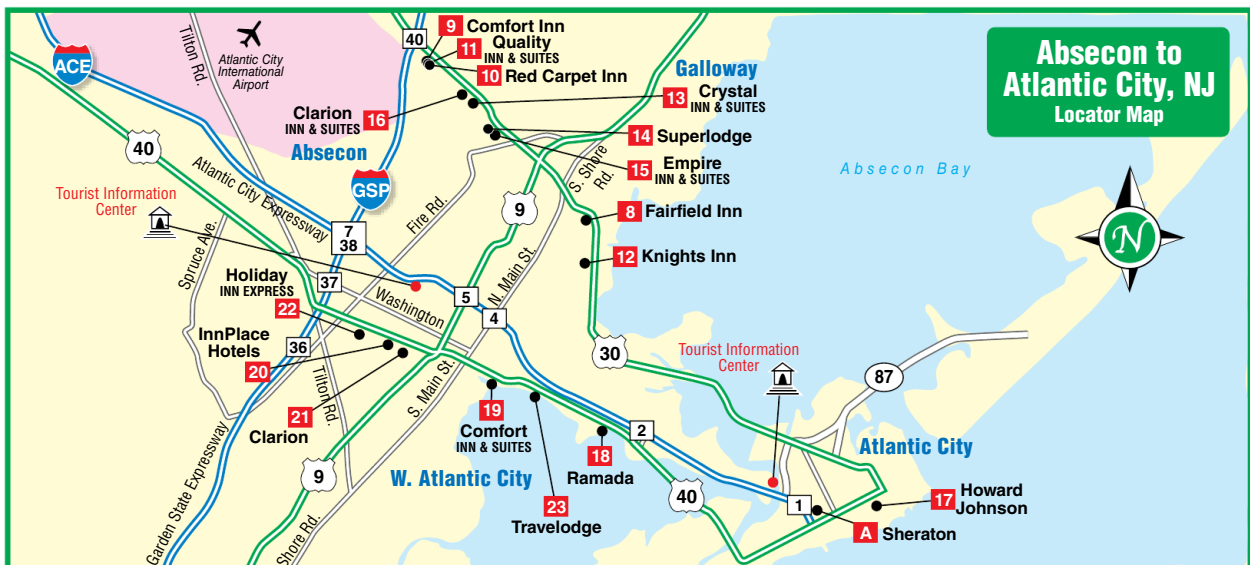 Absecon to
Atlantic City, NJ
Locator Map
ACE
Tilton Rd.
Atlantic City
International
Airport
40
9 Comfort Inn
11 Quality
INN & SUITES
10 Red Carpet Inn
Galloway
13 Crystal
INN & SUITES
Clarion
INN & SUITES
16
14 Superlodge
15 Empire
INN & SUITES
Absecon
40
Absecon Bay
S. Shore
Rd.
GSP
9
8 Fairfield Inn
12 Knights Inn
N
Atlantic City Expressway
Tourist Information
Center
Spruce Ave.
Fire Rd.
7
38
37
Holiday
INN EXPRESS
22
Washington
5
4
N. Main St.
InnPlace
Hotels
20
36
30
Tourist Information
Center
87
Tilton Rd.
S. Main St.
21
Clarion
19
Comfort
INN & SUITES
2
18
Ramada
Atlantic City
9
W. Atlantic City
23
Travelodge
40
1
17 Howard
Johnson
A Sheraton
Garden State Expressway
Shore Rd.